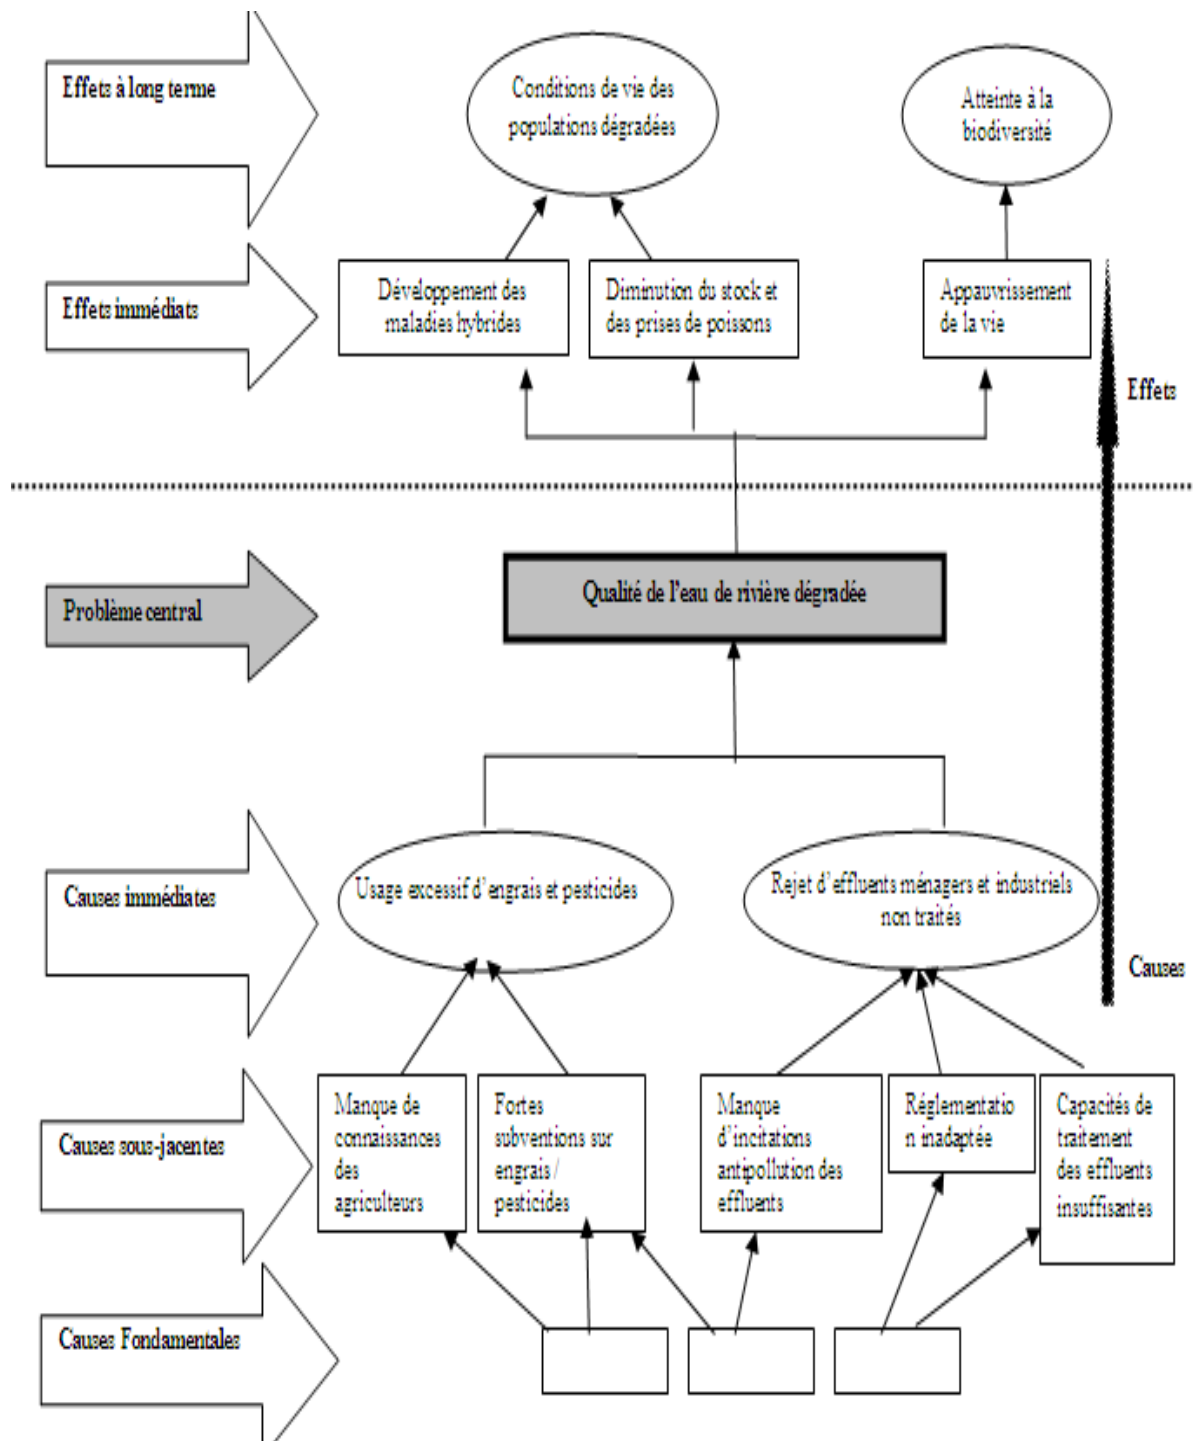 Effets à long terme
Conditions de vie des
populations dégradées
Atteinte à la
biodiversité
Effets immédiats
Développement des
maladies hybrides
Diminution du stock et
des prises de poissons
Appauvrissement
de la vie
Effets
Problème central
Qualité de l'eau de rivière dégradée
Causes immédiates
Usage excessif d'engrais et pesticides
Rejet d'effluents ménagers et industriels
non traités
Causes
Causes sous-jacentes
Manque de
connaissances
des
agriculteurs
Fortes
subventions sur
engrais /
pesticides
Manque
d'incitations
antipollution des
effluents
Réglementatio
n inadaptée
Capacités de
traitement
des effluents
insuffisantes
Causes Fondamentales